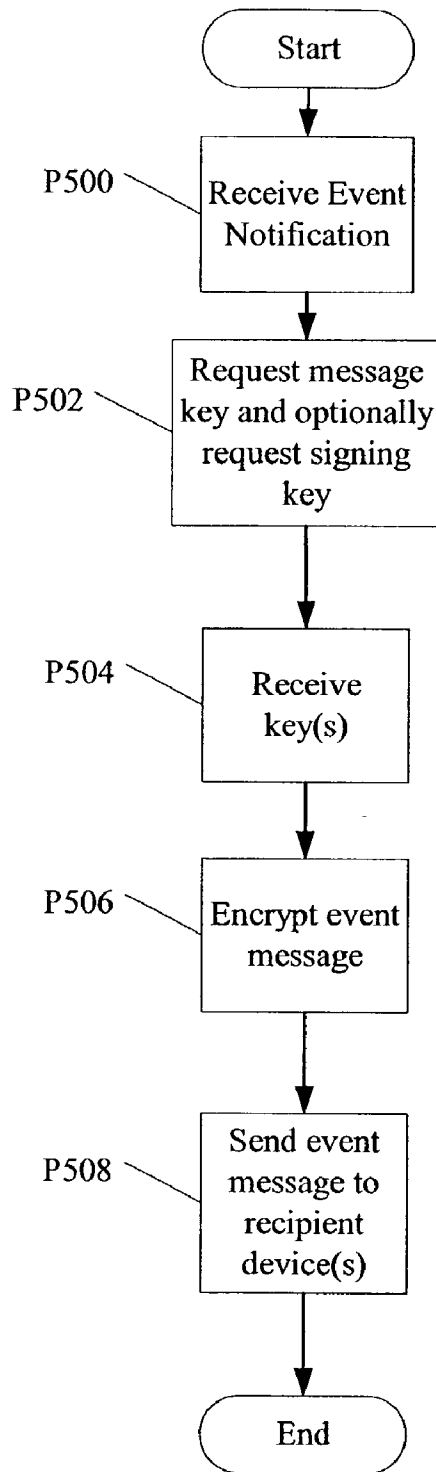 Start
P500
Receive Event
Notification
P502
Request message
key and optionally
request signing
key
P504
Receive
key(s)
P506
Encrypt event
message
P508
Send event
message to
recipient
device(s)
End